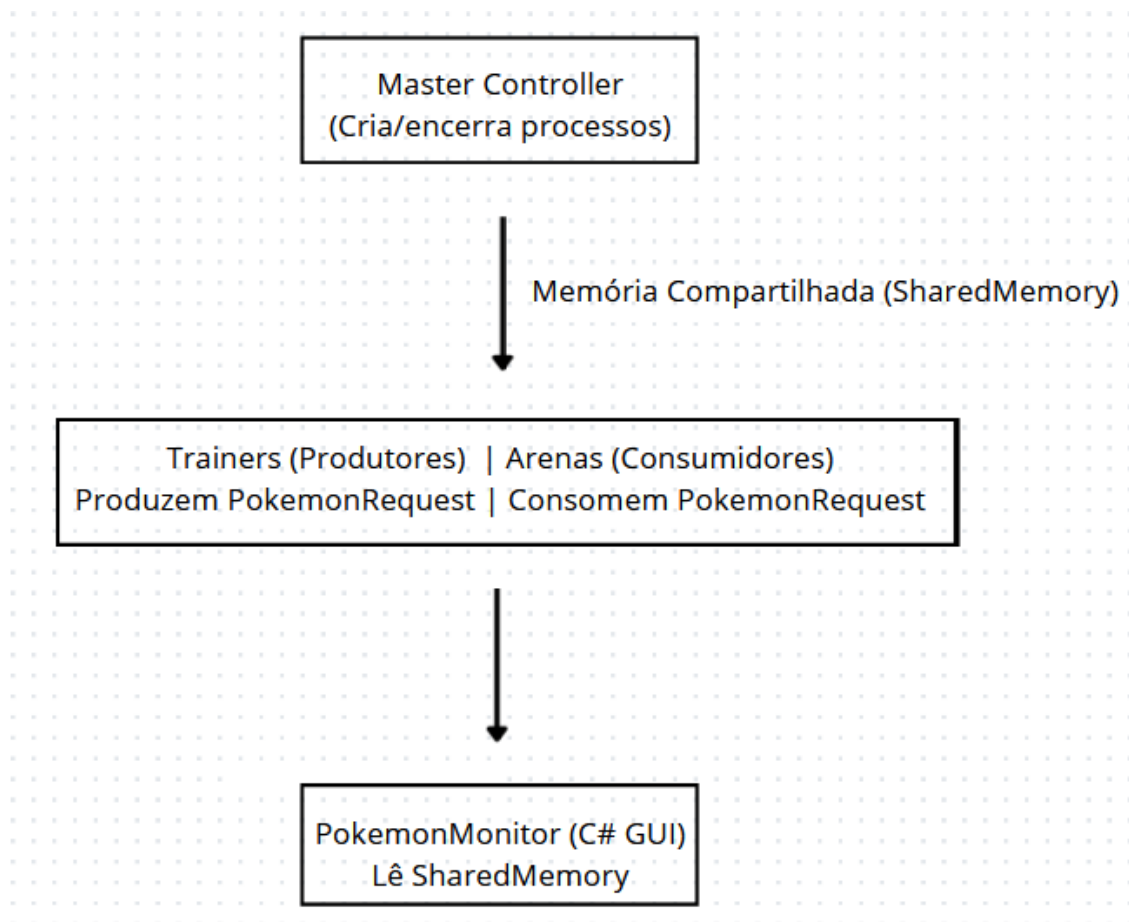 Master Controller
(Cria/encerra processos)
Memória Compartilhada (SharedMemory)
Trainers (Produtores) | Arenas (Consumidores)
Produzem PokemonRequest | Consomem PokemonRequest
PokemonMonitor (C# GUI)
Lê SharedMemory